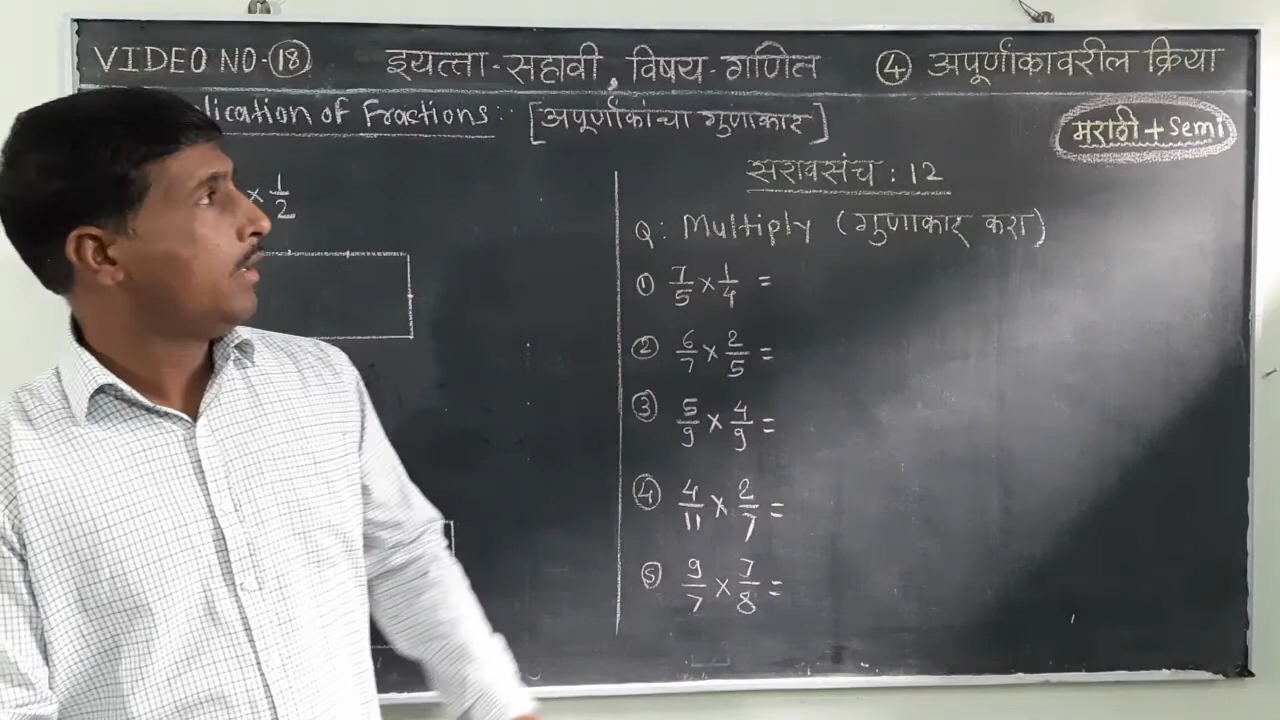 VIDEO NO-18 इयत्ता-सहावी, विषय-गणित ④ अपूर्णांकावरील क्रिया
lication of Fractions: [अपूर्णांकांचा गुणाकार]
मराठी + Semi
× 1/2
सरावसंच : 12
Q: Multiply (गुणाकार करा)
① 7/5 × 1/4 =
② 6/7 × 2/5 =
③ 5/9 × 4/9 =
④ 4/11 × 2/7 =
⑤ 9/7 × 7/8 =